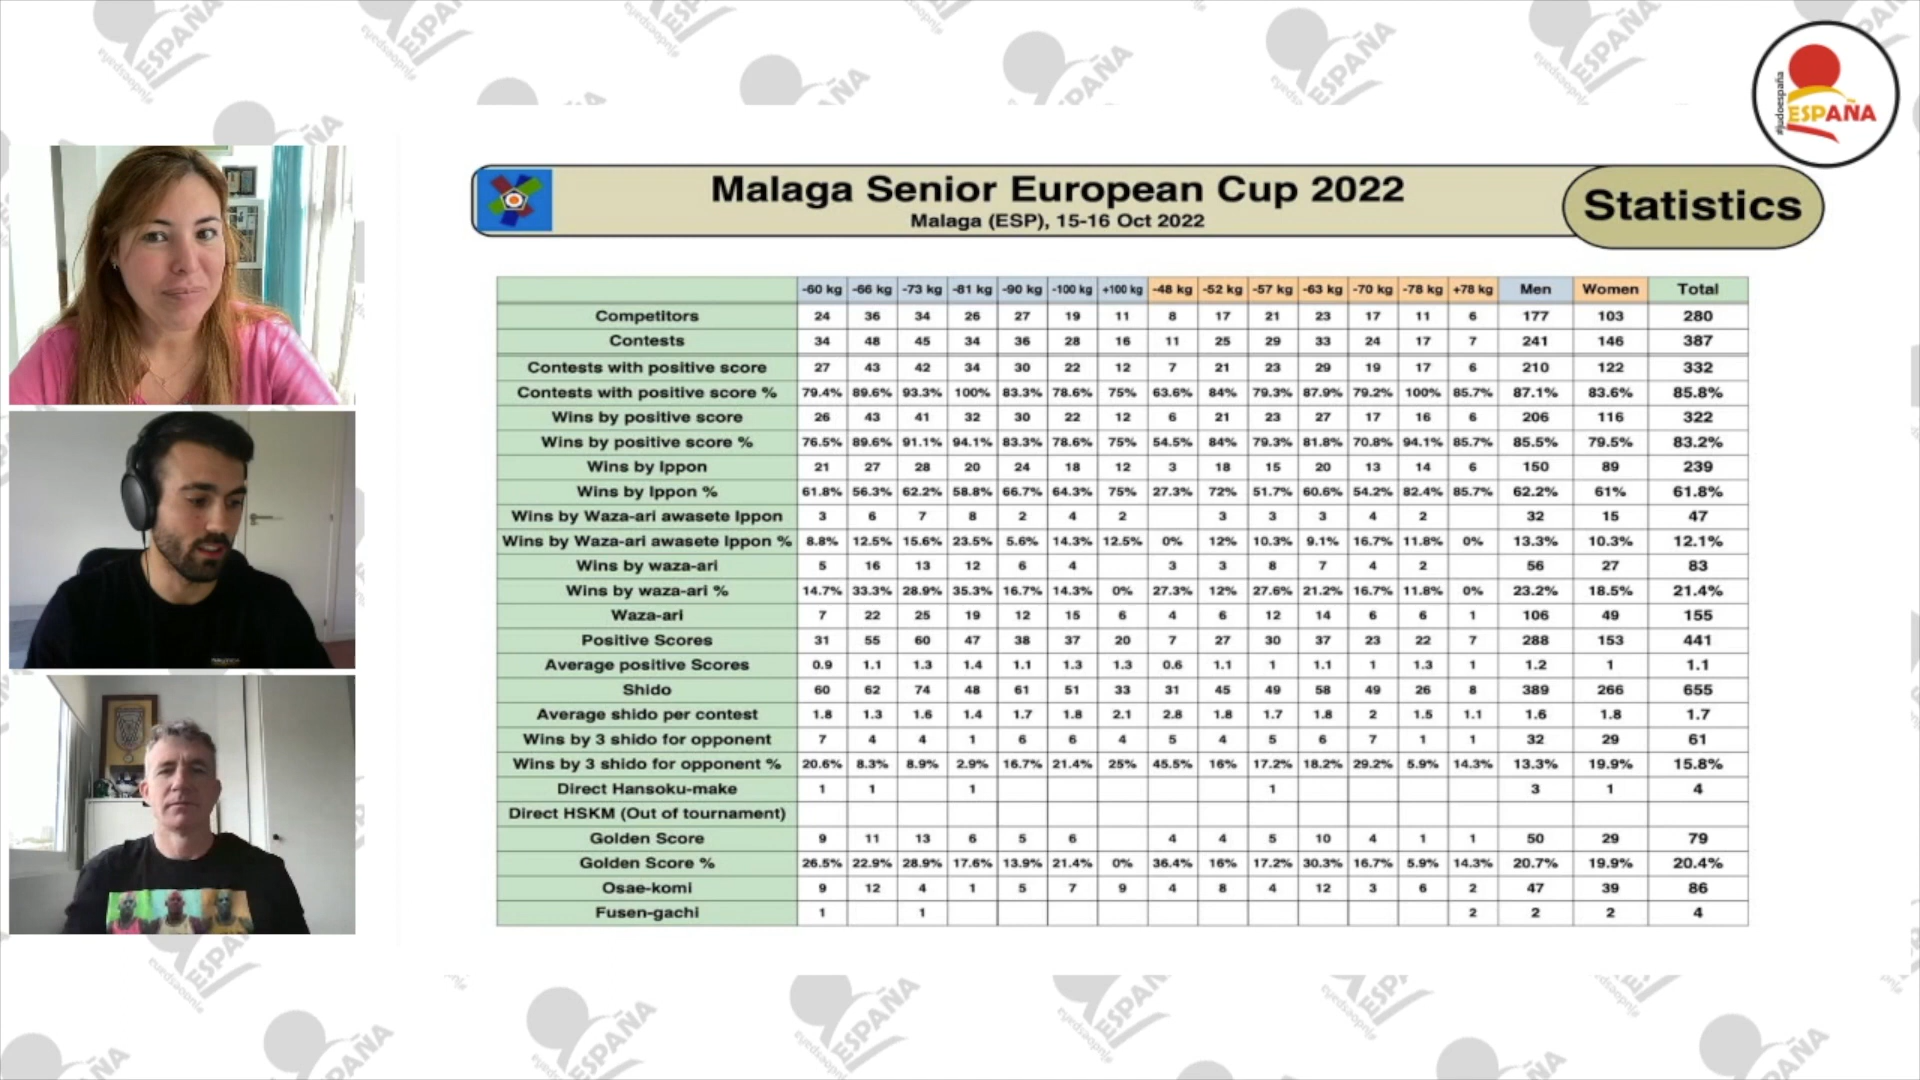 #judoespaña
ESPAÑA
Malaga Senior European Cup 2022
Malaga (ESP), 15-16 Oct 2022
Statistics
-60 kg -66 kg -73 kg -81 kg -90 kg -100 kg +100 kg -48 kg -52 kg -57 kg -63 kg -70 kg -78 kg +78 kg Men Women Total
Competitors 24 36 34 26 27 19 11 8 17 21 23 17 11 6 177 103 280
Contests 34 48 45 34 36 28 16 11 25 29 33 24 17 7 241 146 387
Contests with positive score 27 43 42 34 30 22 12 7 21 23 29 19 17 6 210 122 332
Contests with positive score % 79.4% 89.6% 93.3% 100% 83.3% 78.6% 75% 63.6% 84% 79.3% 87.9% 79.2% 100% 85.7% 87.1% 83.6% 85.8%
Wins by positive score 26 43 41 32 30 22 12 6 21 23 27 17 16 6 206 116 322
Wins by positive score % 76.5% 89.6% 91.1% 94.1% 83.3% 78.6% 75% 54.5% 84% 79.3% 81.8% 70.8% 94.1% 85.7% 85.5% 79.5% 83.2%
Wins by Ippon 21 27 28 20 24 18 12 3 18 15 20 13 14 6 150 89 239
Wins by Ippon % 61.8% 56.3% 62.2% 58.8% 66.7% 64.3% 75% 27.3% 72% 51.7% 60.6% 54.2% 82.4% 85.7% 62.2% 61% 61.8%
Wins by Waza-ari awasete Ippon 3 6 7 8 2 4 2 3 3 3 4 2 32 15 47
Wins by Waza-ari awasete Ippon % 8.8% 12.5% 15.6% 23.5% 5.6% 14.3% 12.5% 0% 12% 10.3% 9.1% 16.7% 11.8% 0% 13.3% 10.3% 12.1%
Wins by waza-ari 5 16 13 12 6 4 3 3 8 7 4 2 56 27 83
Wins by waza-ari % 14.7% 33.3% 28.9% 35.3% 16.7% 14.3% 0% 27.3% 12% 27.6% 21.2% 16.7% 11.8% 0% 23.2% 18.5% 21.4%
Waza-ari 7 22 25 19 12 15 6 4 6 12 14 6 6 1 106 49 155
Positive Scores 31 55 60 47 38 37 20 7 27 30 37 23 22 7 288 153 441
Average positive Scores 0.9 1.1 1.3 1.4 1.1 1.3 1.3 0.6 1.1 1 1.1 1 1.3 1 1.2 1 1.1
Shido 60 62 74 48 61 51 33 31 45 49 58 49 26 8 389 266 655
Average shido per contest 1.8 1.3 1.6 1.4 1.7 1.8 2.1 2.8 1.8 1.7 1.8 2 1.5 1.1 1.6 1.8 1.7
Wins by 3 shido for opponent 7 4 4 1 6 6 4 5 4 5 6 7 1 1 32 29 61
Wins by 3 shido for opponent % 20.6% 8.3% 8.9% 2.9% 16.7% 21.4% 25% 45.5% 16% 17.2% 18.2% 29.2% 5.9% 14.3% 13.3% 19.9% 15.8%
Direct Hansoku-make 1 1 1 1 3 1 4
Direct HSKM (Out of tournament)
Golden Score 9 11 13 6 5 6 4 4 5 10 4 1 1 50 29 79
Golden Score % 26.5% 22.9% 28.9% 17.6% 13.9% 21.4% 0% 36.4% 16% 17.2% 30.3% 16.7% 5.9% 14.3% 20.7% 19.9% 20.4%
Osae-komi 9 12 4 1 5 7 9 4 8 4 12 3 6 2 47 39 86
Fusen-gachi 1 1 2 2 2 4